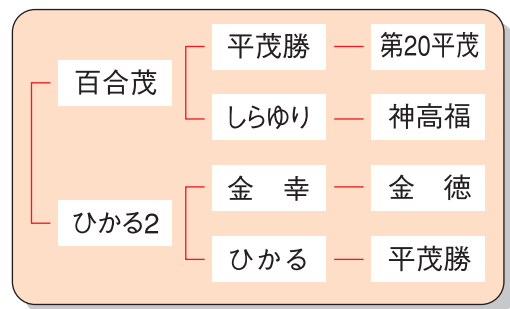 百合茂
平茂勝
第20平茂
しらゆり
神高福
ひかる2
金　幸
金　徳
ひかる
平茂勝